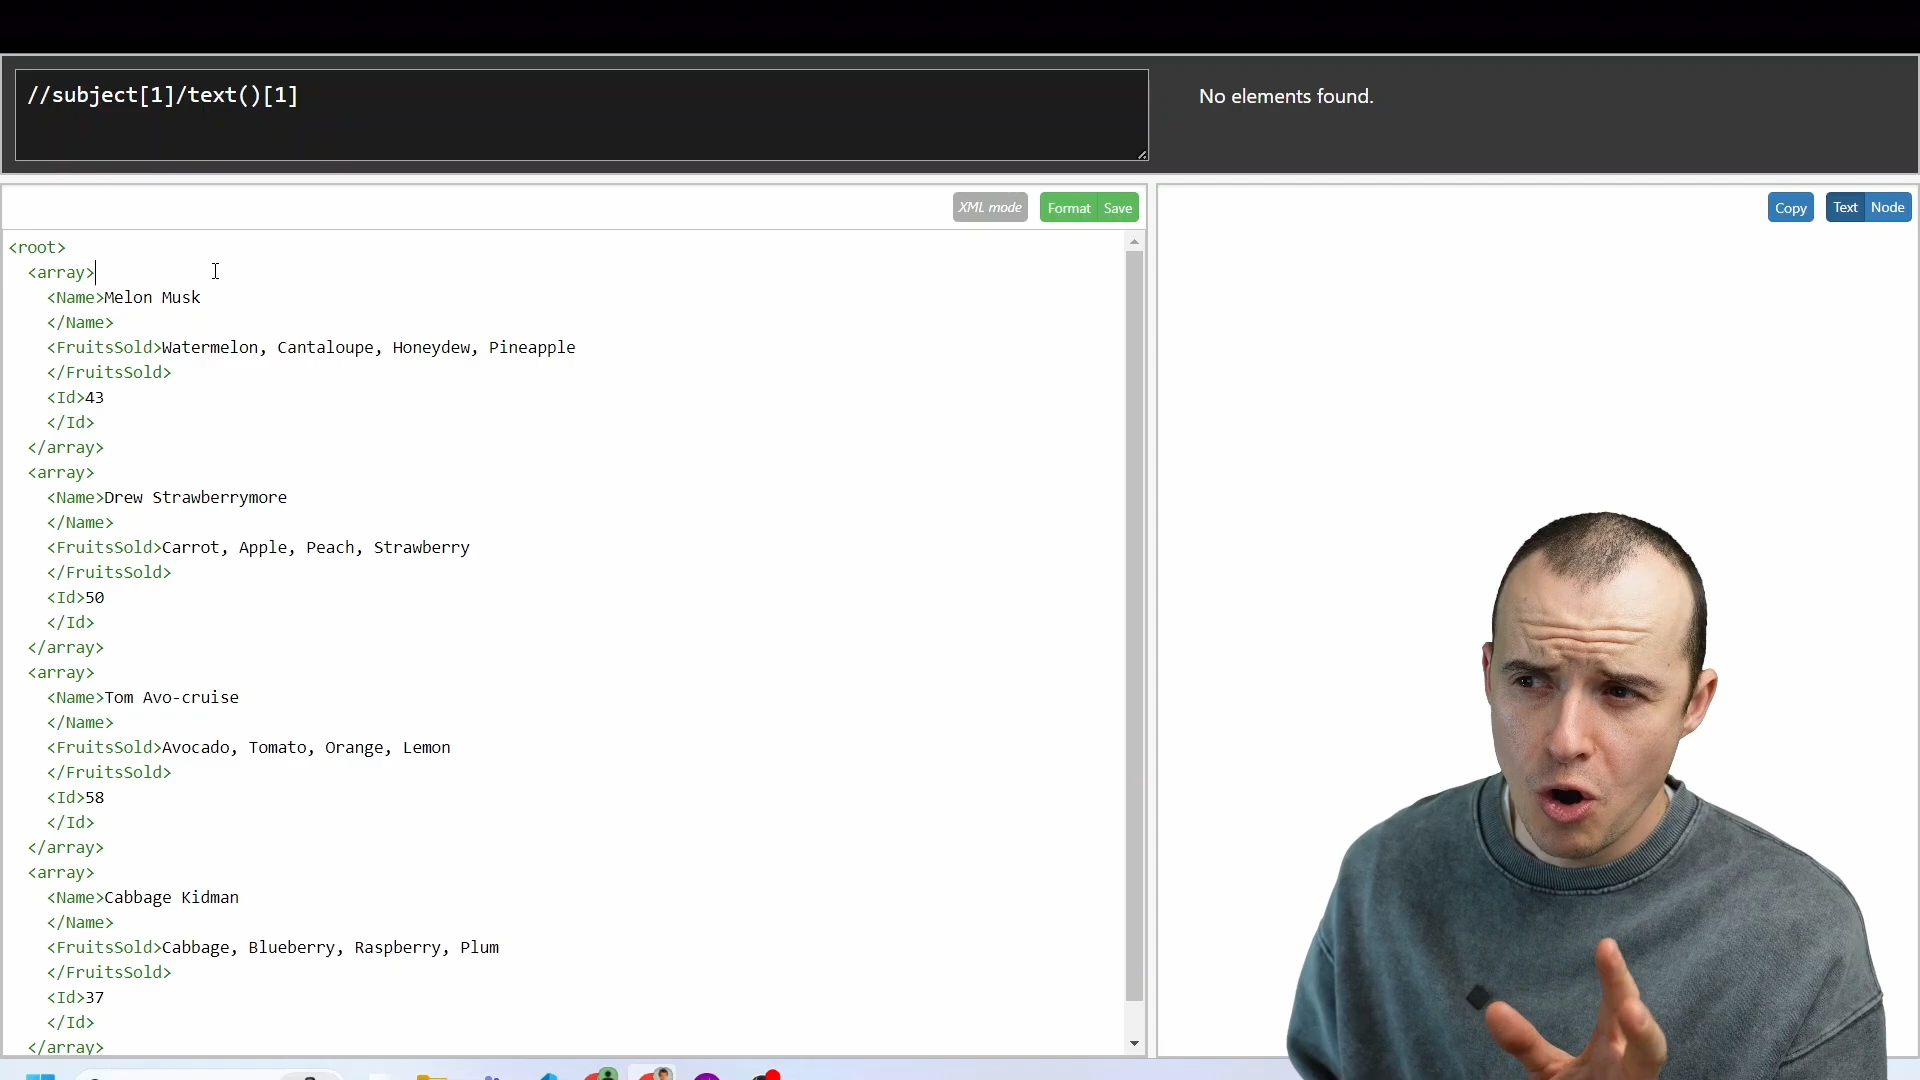 //subject[1]/text()[1]
No elements found.
XML mode
Format
Save
Copy
Text
Node
<root>
<array>
<Name>Melon Musk
</Name>
<FruitsSold>Watermelon, Cantaloupe, Honeydew, Pineapple
</FruitsSold>
<Id>43
</Id>
</array>
<array>
<Name>Drew Strawberrymore
</Name>
<FruitsSold>Carrot, Apple, Peach, Strawberry
</FruitsSold>
<Id>50
</Id>
</array>
<array>
<Name>Tom Avo-cruise
</Name>
<FruitsSold>Avocado, Tomato, Orange, Lemon
</FruitsSold>
<Id>58
</Id>
</array>
<array>
<Name>Cabbage Kidman
</Name>
<FruitsSold>Cabbage, Blueberry, Raspberry, Plum
</FruitsSold>
<Id>37
</Id>
</array>